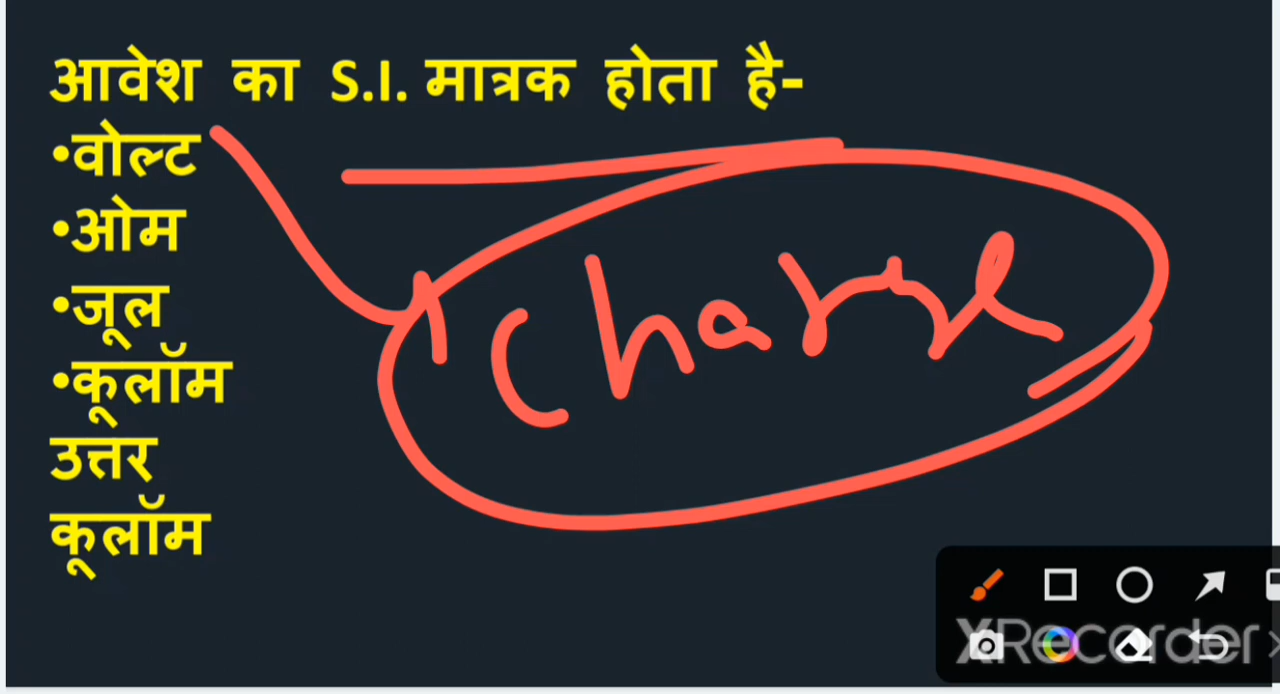 आवेश का S.I. मात्रक होता है-
•वोल्ट
•ओम
•जूल
•कूलॉम
उत्तर
कूलॉम
Charge
XRecorder